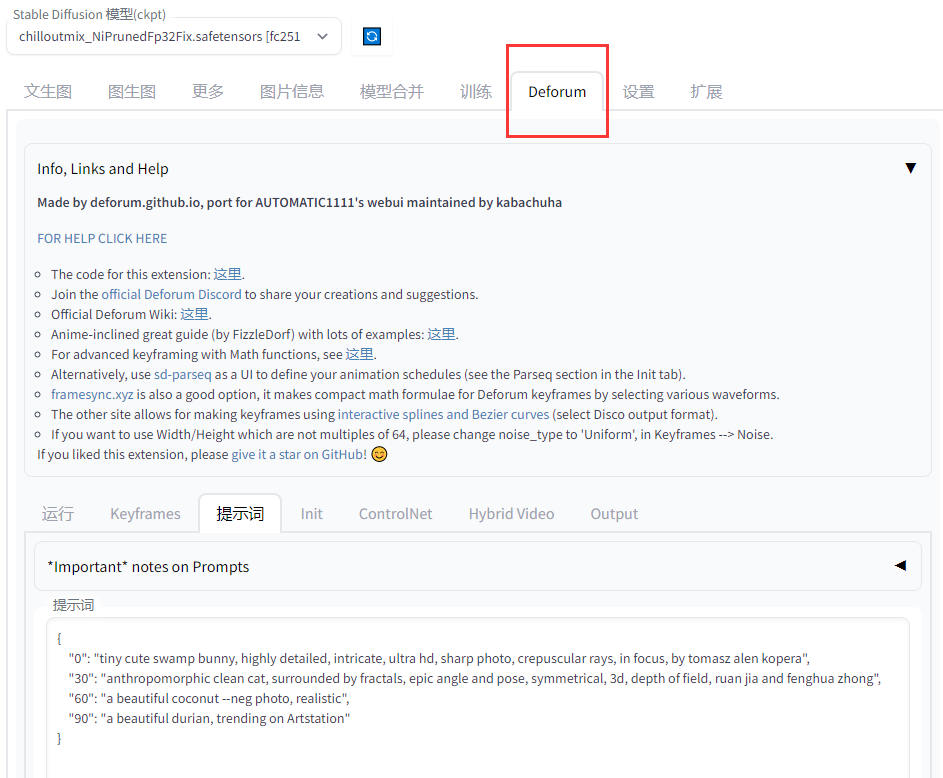 Stable Diffusion 模型(ckpt)
chilloutmix_NiPrunedFp32Fix.safetensors [fc251
文生图 图生图 更多 图片信息 模型合并 训练 Deforum 设置 扩展
Info, Links and Help
Made by deforum.github.io, port for AUTOMATIC1111's webui maintained by kabachuha
FOR HELP CLICK HERE
The code for this extension: 这里.
Join the official Deforum Discord to share your creations and suggestions.
Official Deforum Wiki: 这里.
Anime-inclined great guide (by FizzleDorf) with lots of examples: 这里.
For advanced keyframing with Math functions, see 这里.
Alternatively, use sd-parseq as a UI to define your animation schedules (see the Parseq section in the Init tab).
framesync.xyz is also a good option, it makes compact math formulae for Deforum keyframes by selecting various waveforms.
The other site allows for making keyframes using interactive splines and Bezier curves (select Disco output format).
If you want to use Width/Height which are not multiples of 64, please change noise_type to 'Uniform', in Keyframes --> Noise.
If you liked this extension, please give it a star on GitHub! 😊
运行 Keyframes 提示词 Init ControlNet Hybrid Video Output
*Important* notes on Prompts
提示词
{
"0": "tiny cute swamp bunny, highly detailed, intricate, ultra hd, sharp photo, crepuscular rays, in focus, by tomasz alen kopera",
"30": "anthropomorphic clean cat, surrounded by fractals, epic angle and pose, symmetrical, 3d, depth of field, ruan jia and fenghua zhong",
"60": "a beautiful coconut --neg photo, realistic",
"90": "a beautiful durian, trending on Artstation"
}